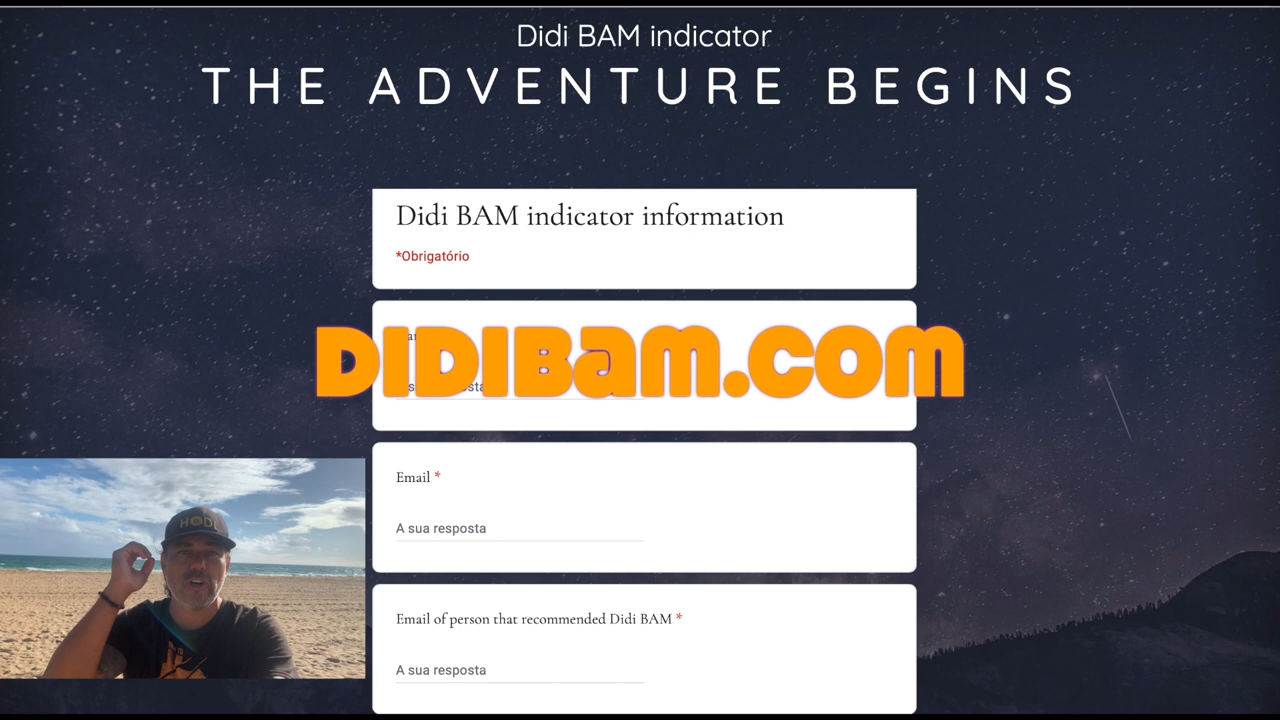 Didi BAM indicator
THE ADVENTURE BEGINS
Didi BAM indicator information
*Obrigatório
DIDIBam.COM
Email *
A sua resposta
Email of person that recommended Didi BAM *
A sua resposta
HODL